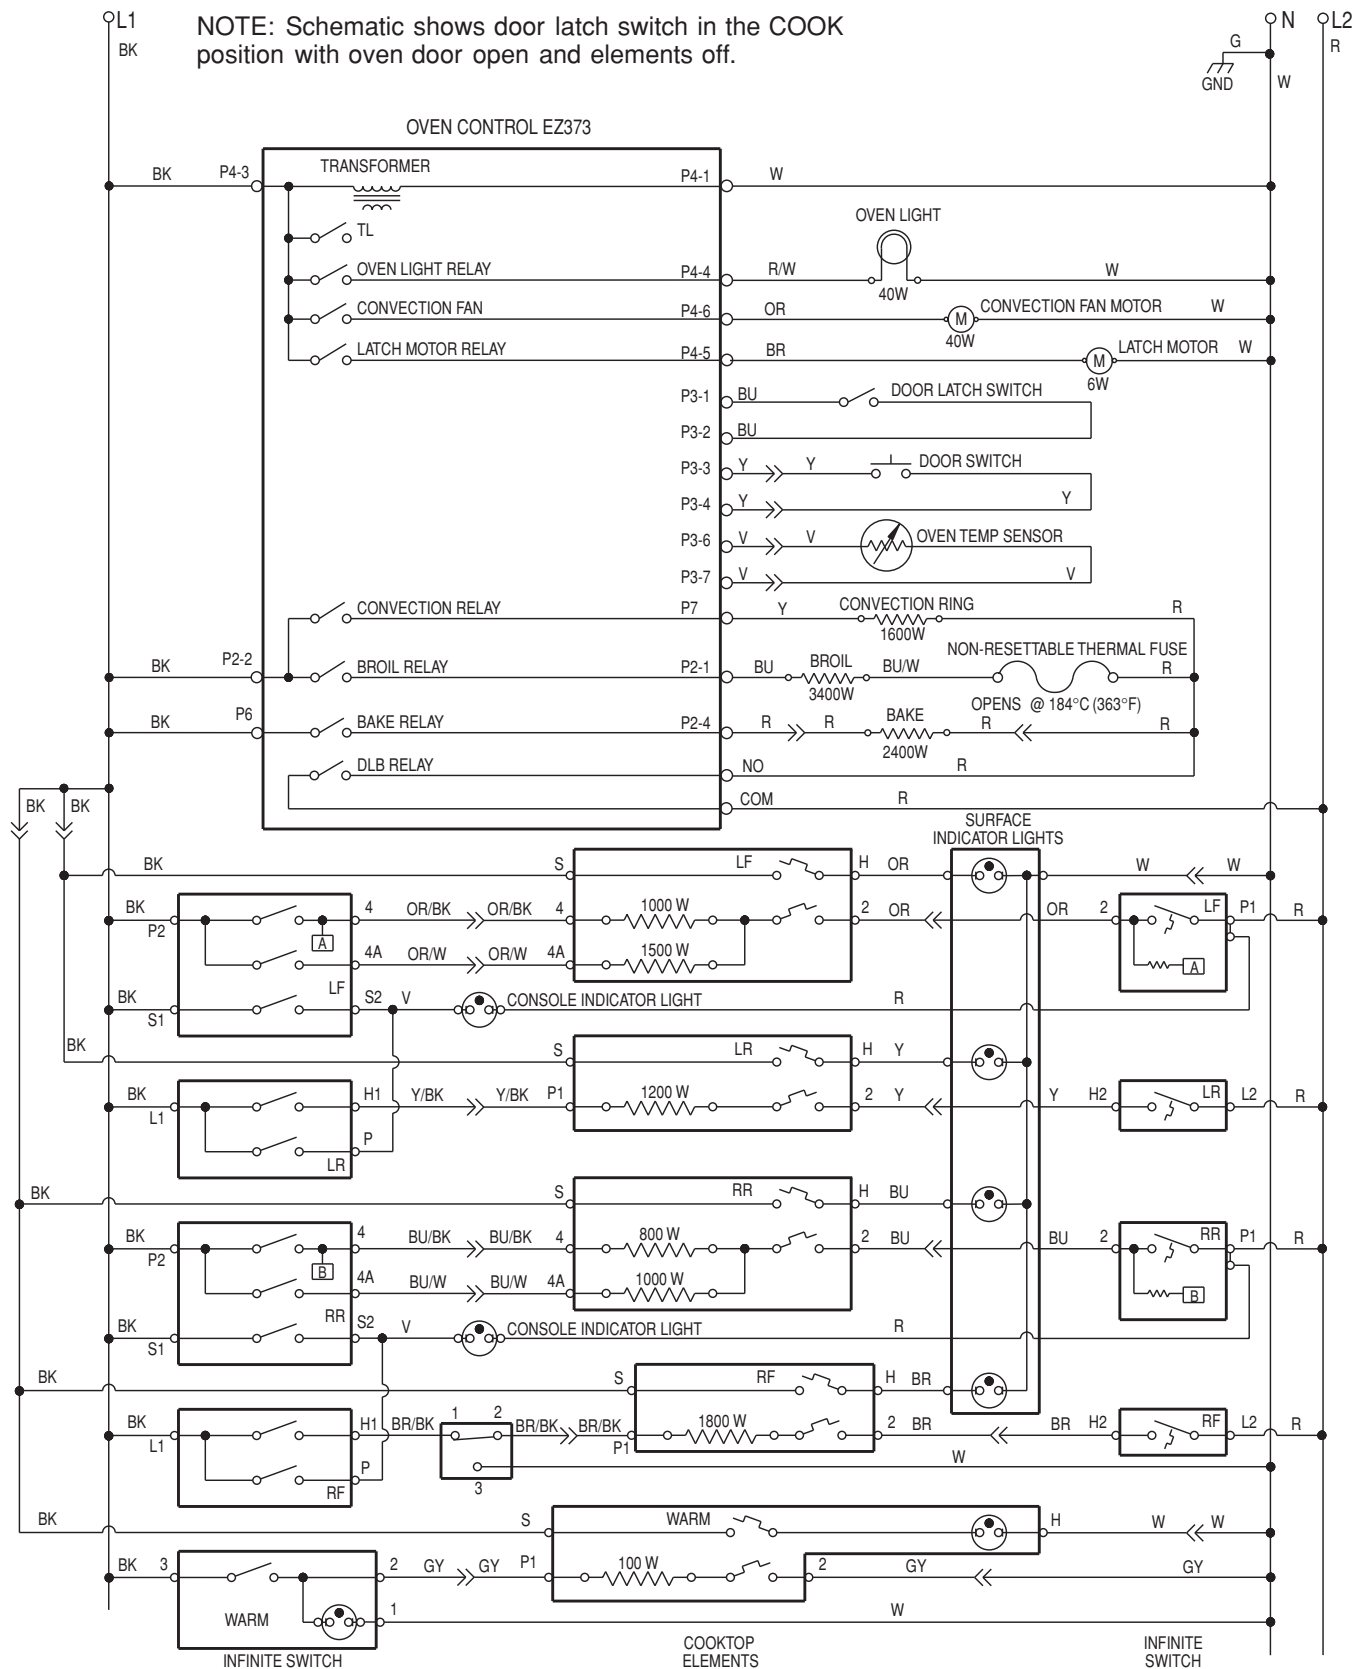 L1
NOTE: Schematic shows door latch switch in the COOK
N
L2
BK
position with oven door open and elements off.
G
R
GND
W
OVEN CONTROL EZ373
BK
P4-3
TRANSFORMER
P4-1
W
TL
OVEN LIGHT
OVEN LIGHT RELAY
P4-4
R/W
40W
W
CONVECTION FAN
P4-6
OR
CONVECTION FAN MOTOR
W
M
40W
LATCH MOTOR RELAY
P4-5
BR
LATCH MOTOR
W
M
6W
P3-1
BU
DOOR LATCH SWITCH
P3-2
BU
P3-3
Y
Y
DOOR SWITCH
P3-4
Y
Y
P3-6
V
V
OVEN TEMP SENSOR
P3-7
V
V
CONVECTION RELAY
P7
Y
CONVECTION RING
R
1600W
BK
P2-2
BROIL RELAY
P2-1
BU
BROIL
BU/W
NON-RESETTABLE THERMAL FUSE
R
3400W
OPENS @ 184°C (363°F)
BK
P6
BAKE RELAY
P2-4
R
R
BAKE
R
R
2400W
DLB RELAY
NO
R
COM
R
BK
BK
SURFACE
INDICATOR LIGHTS
BK
S
LF
H
OR
W
W
BK
P2
4
OR/BK
OR/BK
4
1000 W
2
OR
OR
2
LF
P1
R
A
4A
OR/W
OR/W
4A
1500 W
A
LF
BK
S1
S2
V
CONSOLE INDICATOR LIGHT
R
BK
S
LR
H
Y
BK
L1
H1
Y/BK
Y/BK
P1
1200 W
2
Y
Y
H2
LR
L2
R
P
LR
BK
S
RR
H
BU
BK
P2
4
BU/BK
BU/BK
4
800 W
2
BU
BU
2
RR
P1
R
B
4A
BU/W
BU/W
4A
1000 W
B
RR
BK
S1
S2
V
CONSOLE INDICATOR LIGHT
R
BK
S
RF
H
BR
BK
L1
H1
BR/BK
1
2
BR/BK
BR/BK
P1
1800 W
2
BR
BR
H2
RF
L2
R
P
RF
3
W
BK
S
WARM
H
W
W
BK
3
2
GY
GY
P1
100 W
2
GY
GY
WARM
1
W
INFINITE SWITCH
COOKTOP
ELEMENTS
INFINITE
SWITCH